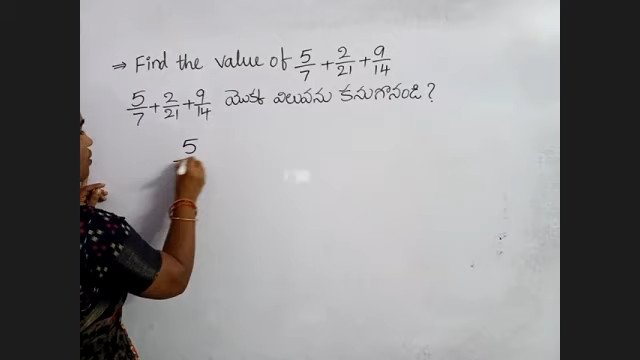 ⇒ Find the value of 5/7 + 2/21 + 9/14
5/7 + 2/21 + 9/14 యొక్క విలువను కనుగొనండి?
5